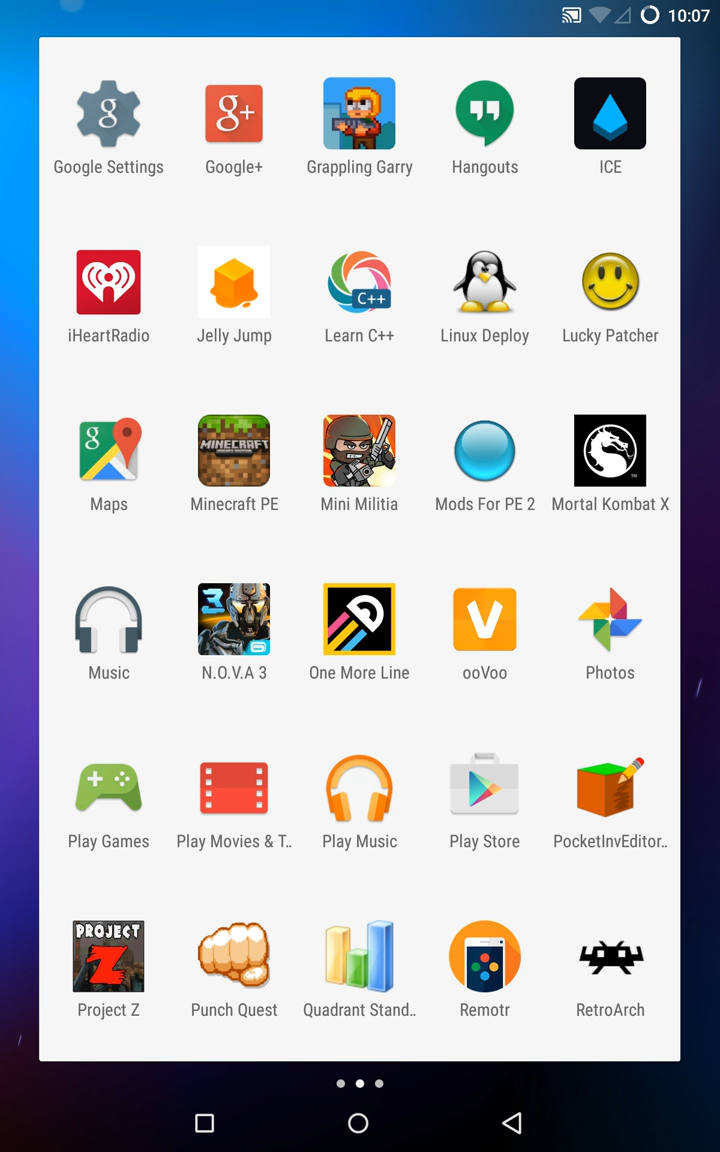 10:07
g g+
Google Settings Google+ Grappling Garry Hangouts ICE
C++
iHeartRadio Jelly Jump Learn C++ Linux Deploy Lucky Patcher
g MINECRAFT TM
Maps Minecraft PE Mini Militia Mods For PE 2 Mortal Kombat X
3
Music N.O.V.A 3 One More Line ooVoo Photos
Play Games Play Movies & T.. Play Music Play Store PocketInvEditor..
PROJECT
Z
Project Z Punch Quest Quadrant Stand.. Remotr RetroArch